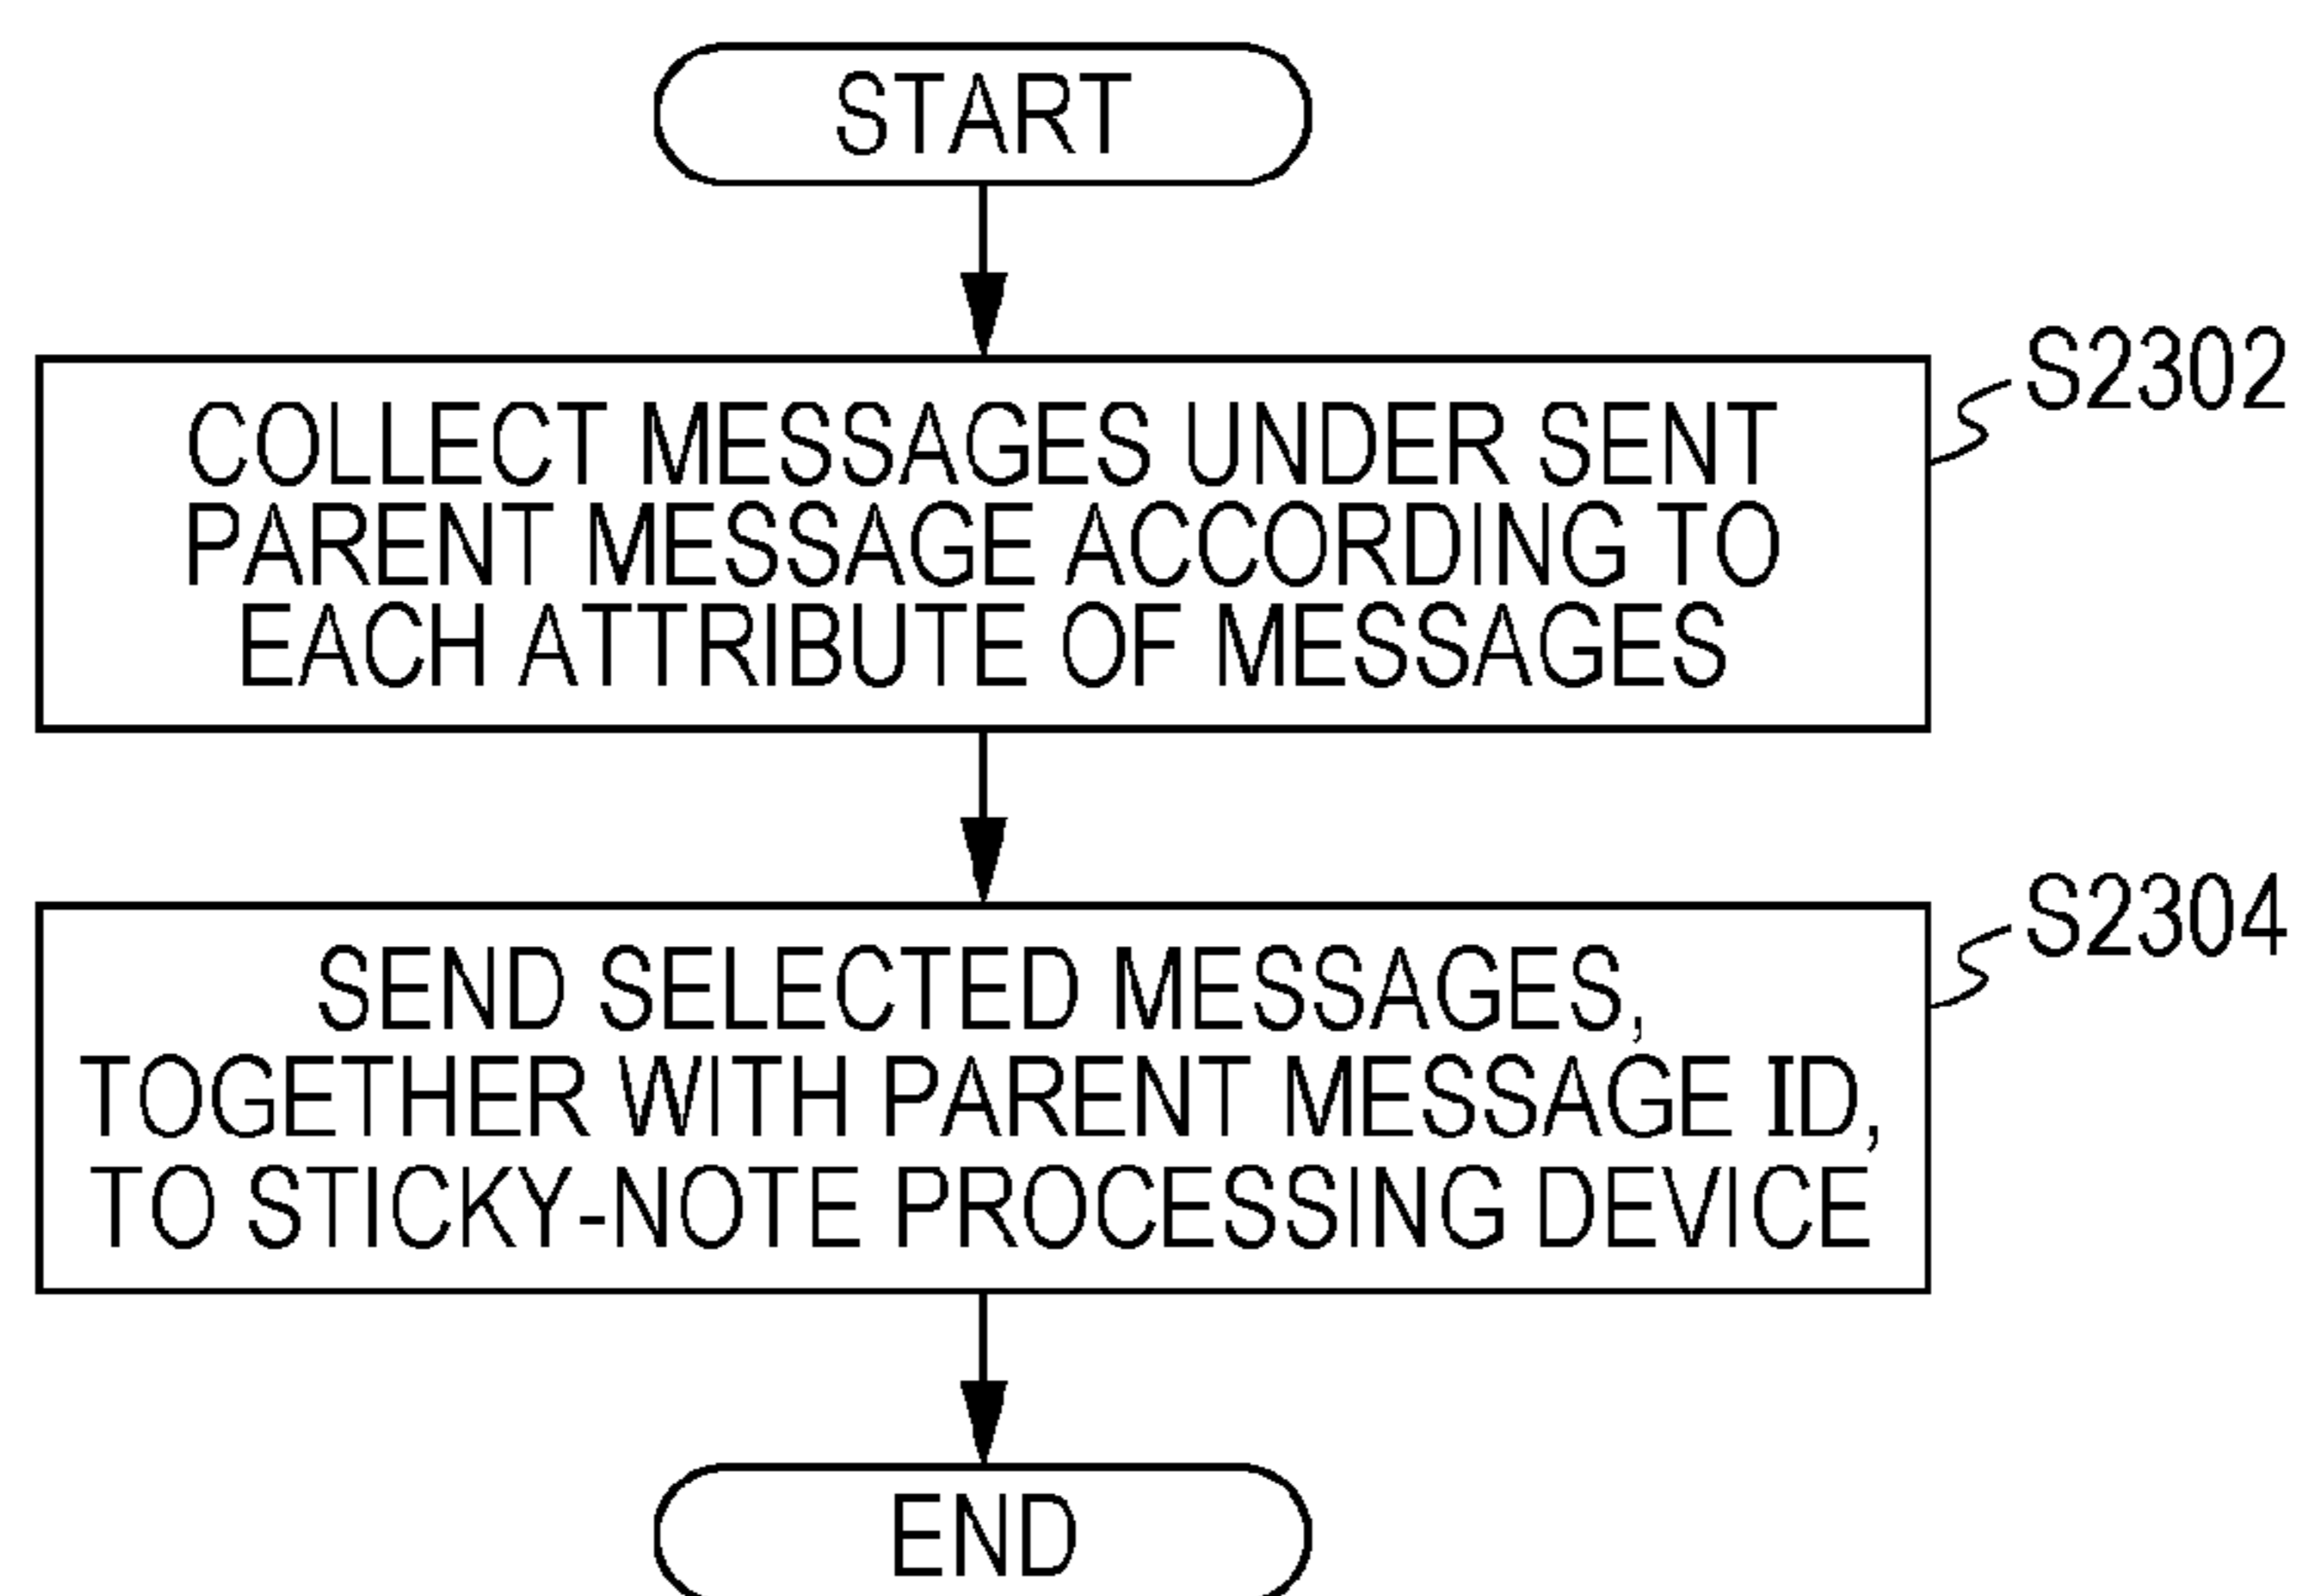 START
S2302
COLLECT MESSAGES UNDER SENT
PARENT MESSAGE ACCORDING TO
EACH ATTRIBUTE OF MESSAGES
S2304
SEND SELECTED MESSAGES,
TOGETHER WITH PARENT MESSAGE ID,
TO STICKY-NOTE PROCESSING DEVICE
END